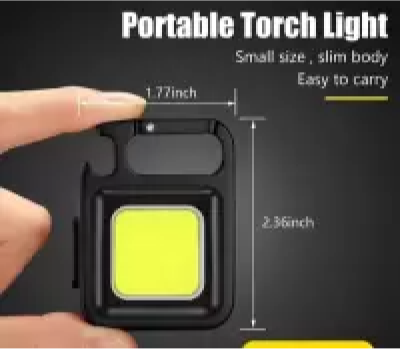 Portable Torch Light
Small size , slim body
Easy to carry
1.77inch
2.36inch